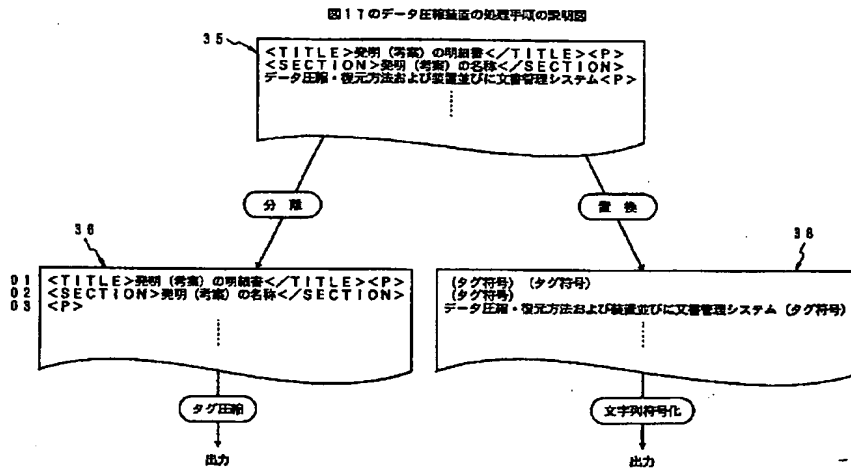 図17のデータ圧縮装置の処理手順の説明図
35
<TITLE>発明(考案)の明細書</TITLE><P>
<SECTION>発明(考案)の名称</SECTION>
データ圧縮・復元方法および装置並びに文書管理システム<P>
分離
置換
36
38
01 <TITLE>発明(考案)の明細書</TITLE><P>
02 <SECTION>発明(考案)の名称</SECTION>
03 <P>
(タグ符号) (タグ符号)
(タグ符号)
データ圧縮・復元方法および装置並びに文書管理システム (タグ符号)
タグ圧縮
文字列符号化
出力
出力